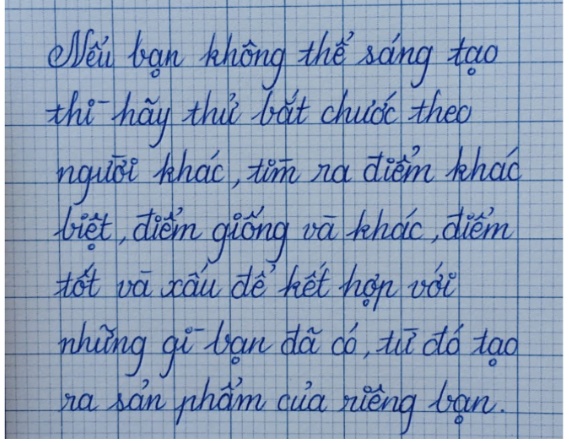 Nếu bạn không thể sáng tạo
thì hãy thử bắt chước theo
người khác, tìm ra điểm khác
biệt, điểm giống và khác, điểm
tốt và xấu để kết hợp với
những gì bạn đã có, từ đó tạo
ra sản phẩm của riêng bạn.